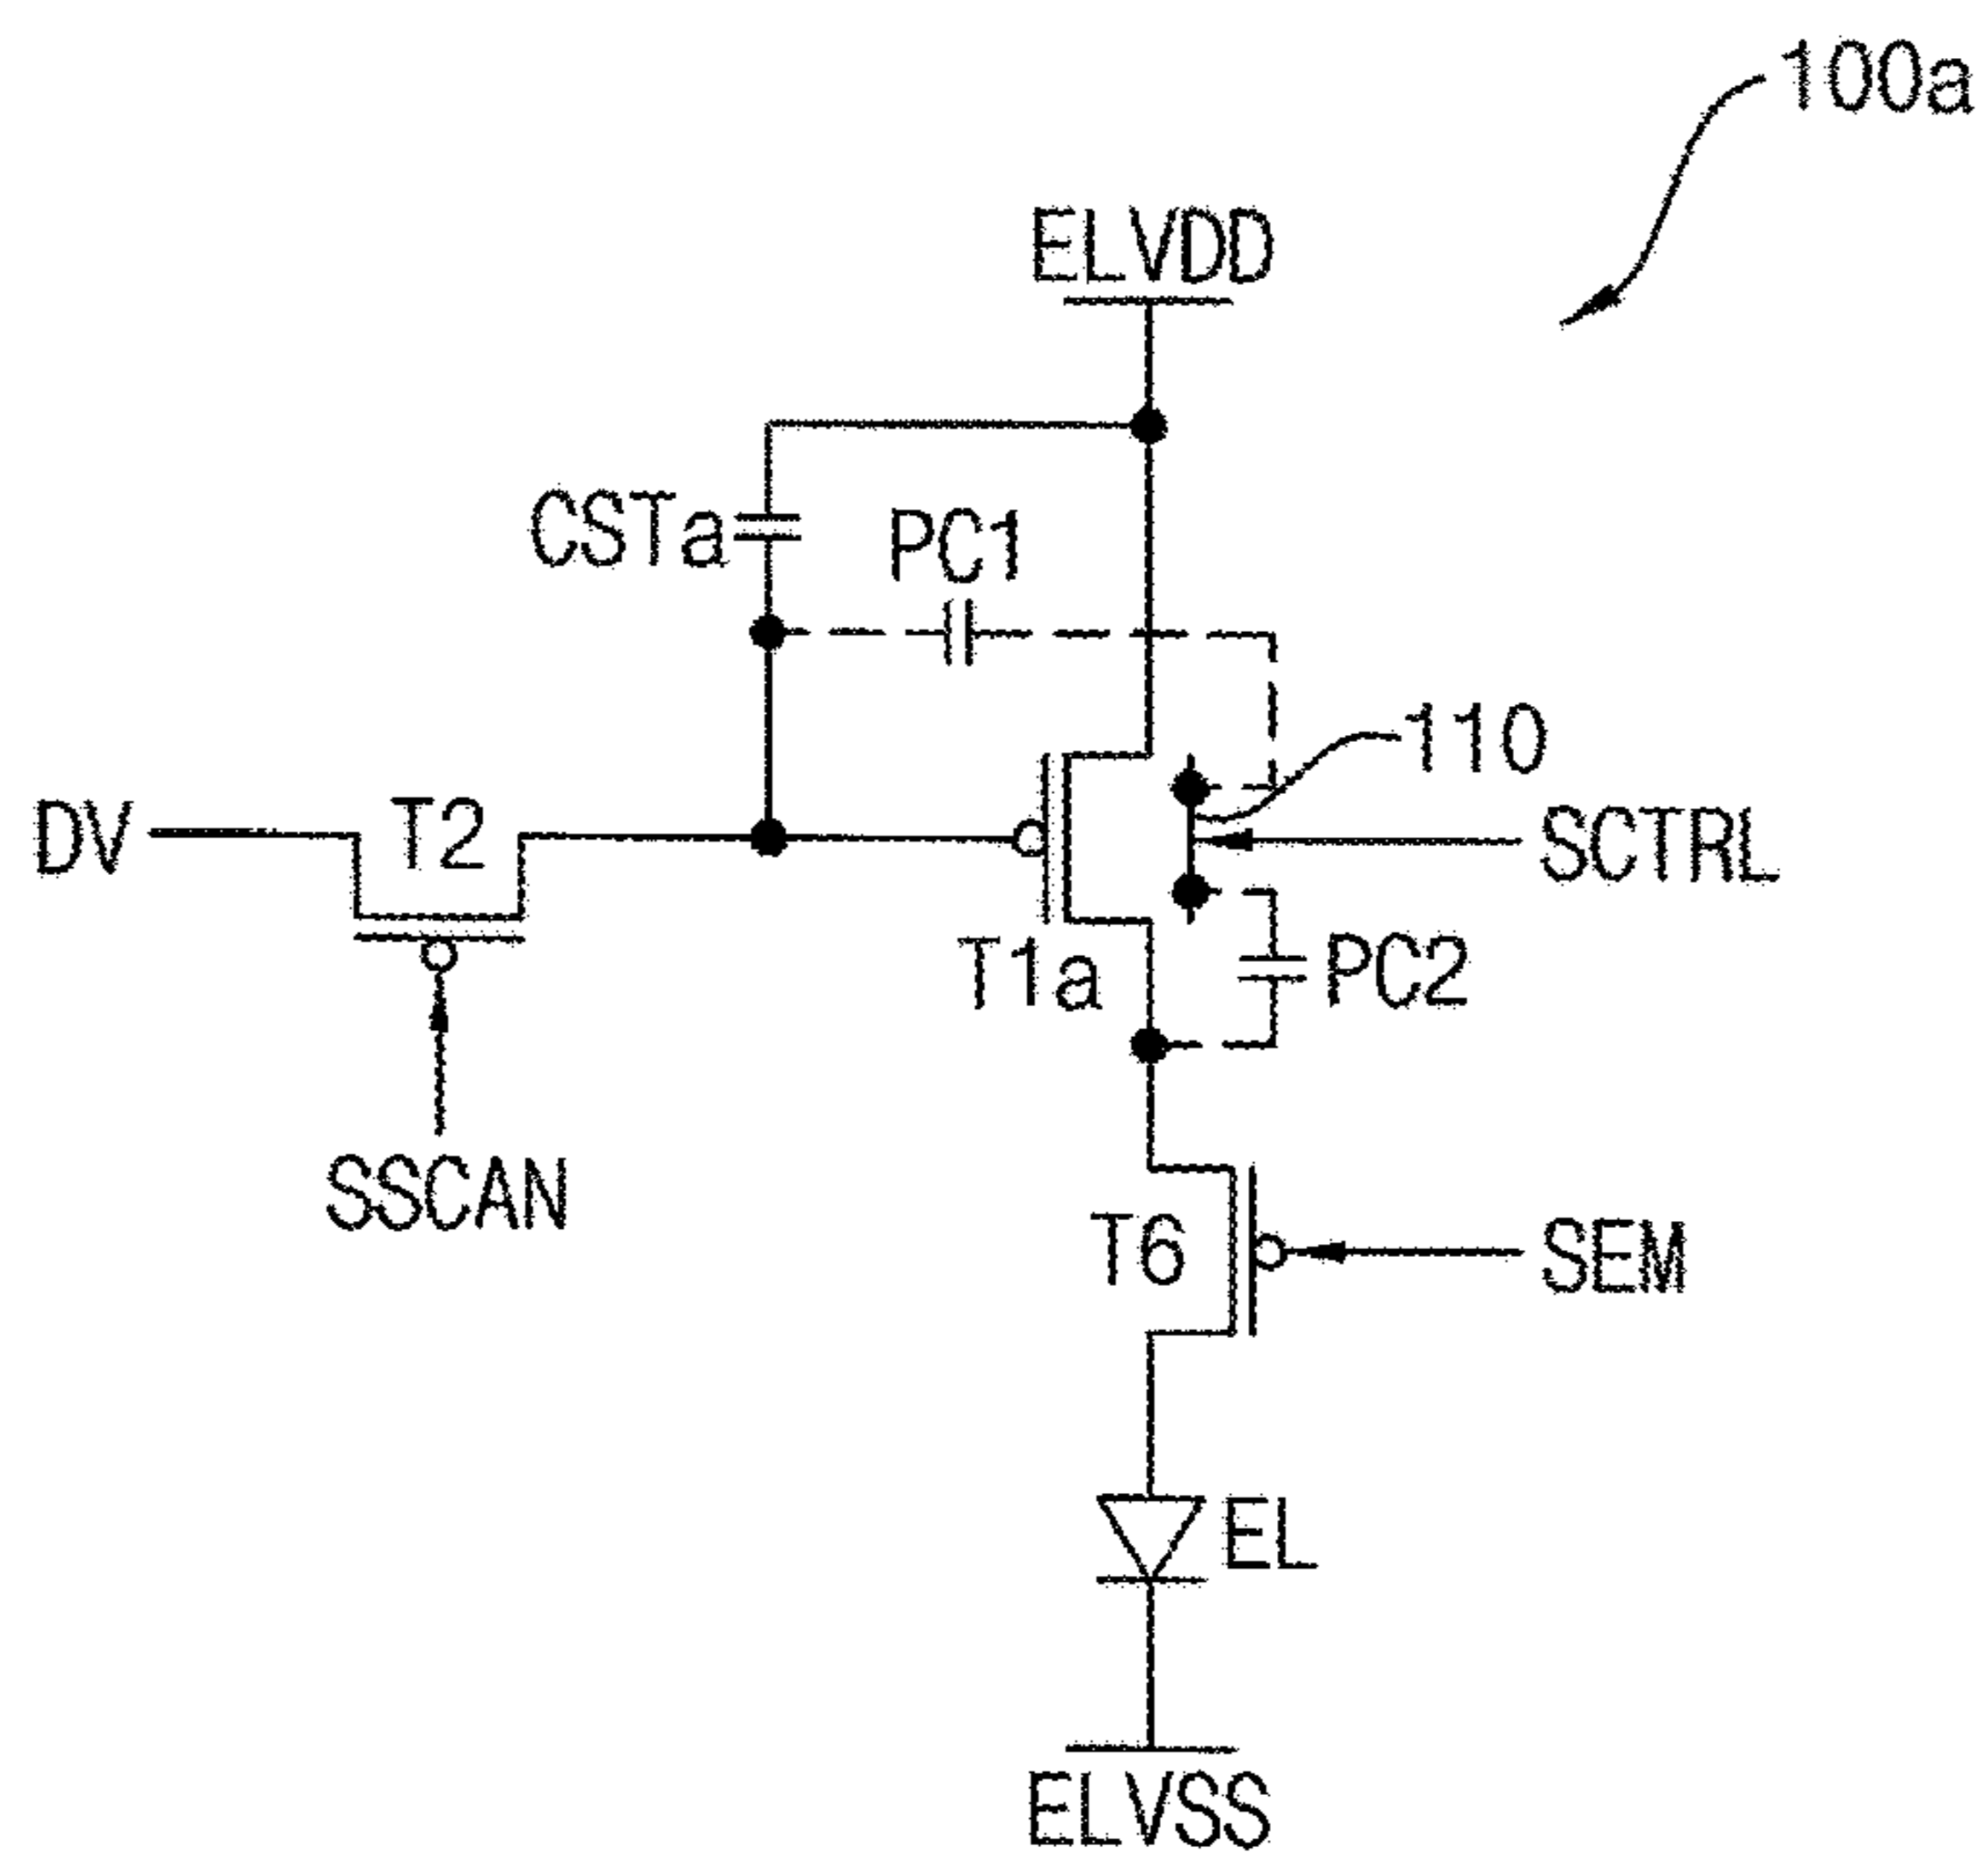 100a
ELVDD
CSTa
PC1
110
DV
T2
SCTRL
T1a
PC2
SSCAN
T6
SEM
EL
ELVSS